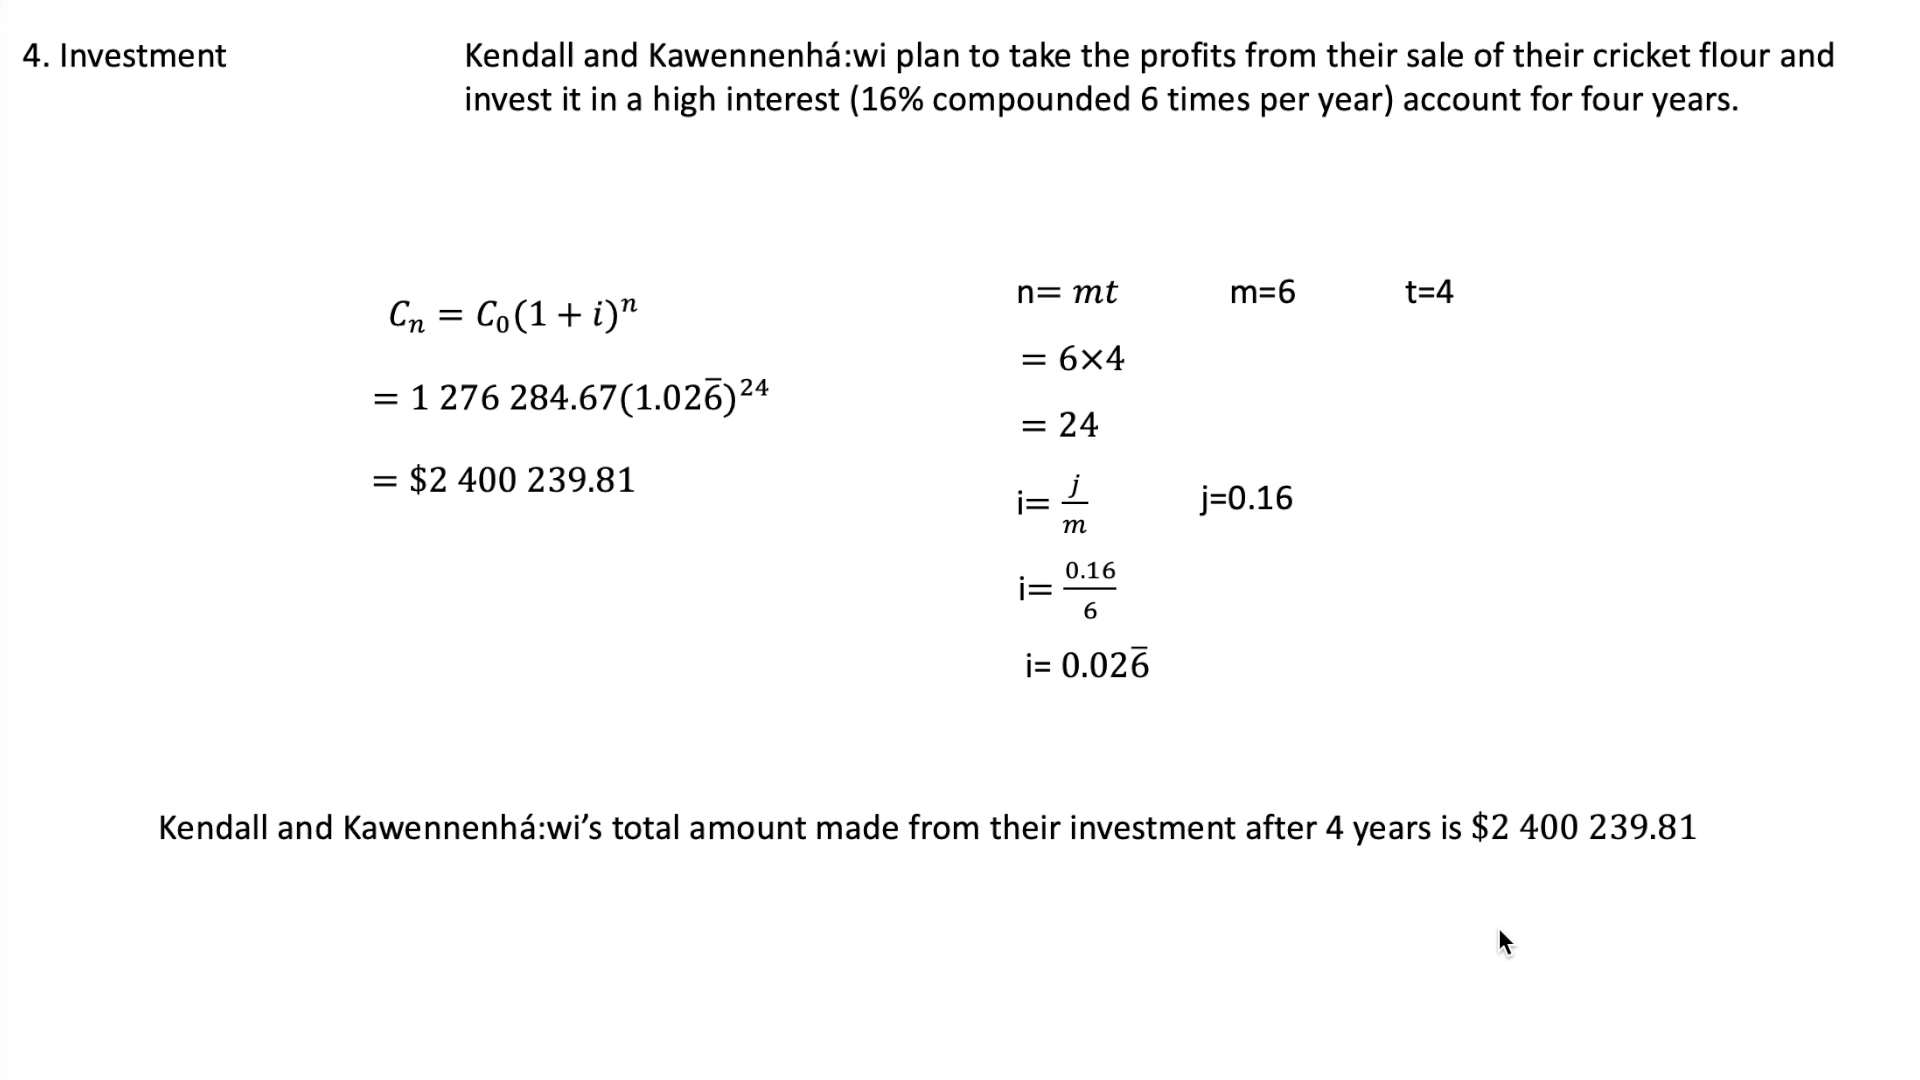 4. Investment
Kendall and Kawennenhá:wi plan to take the profits from their sale of their cricket flour and
invest it in a high interest (16% compounded 6 times per year) account for four years.
Cₙ = C₀(1 + i)ⁿ
= 1 276 284.67(1.026̅)²⁴
= $2 400 239.81
n= mt m=6 t=4
= 6×4
= 24
i= j/m j=0.16
i= 0.16/6
i= 0.026̅
Kendall and Kawennenhá:wi’s total amount made from their investment after 4 years is $2 400 239.81